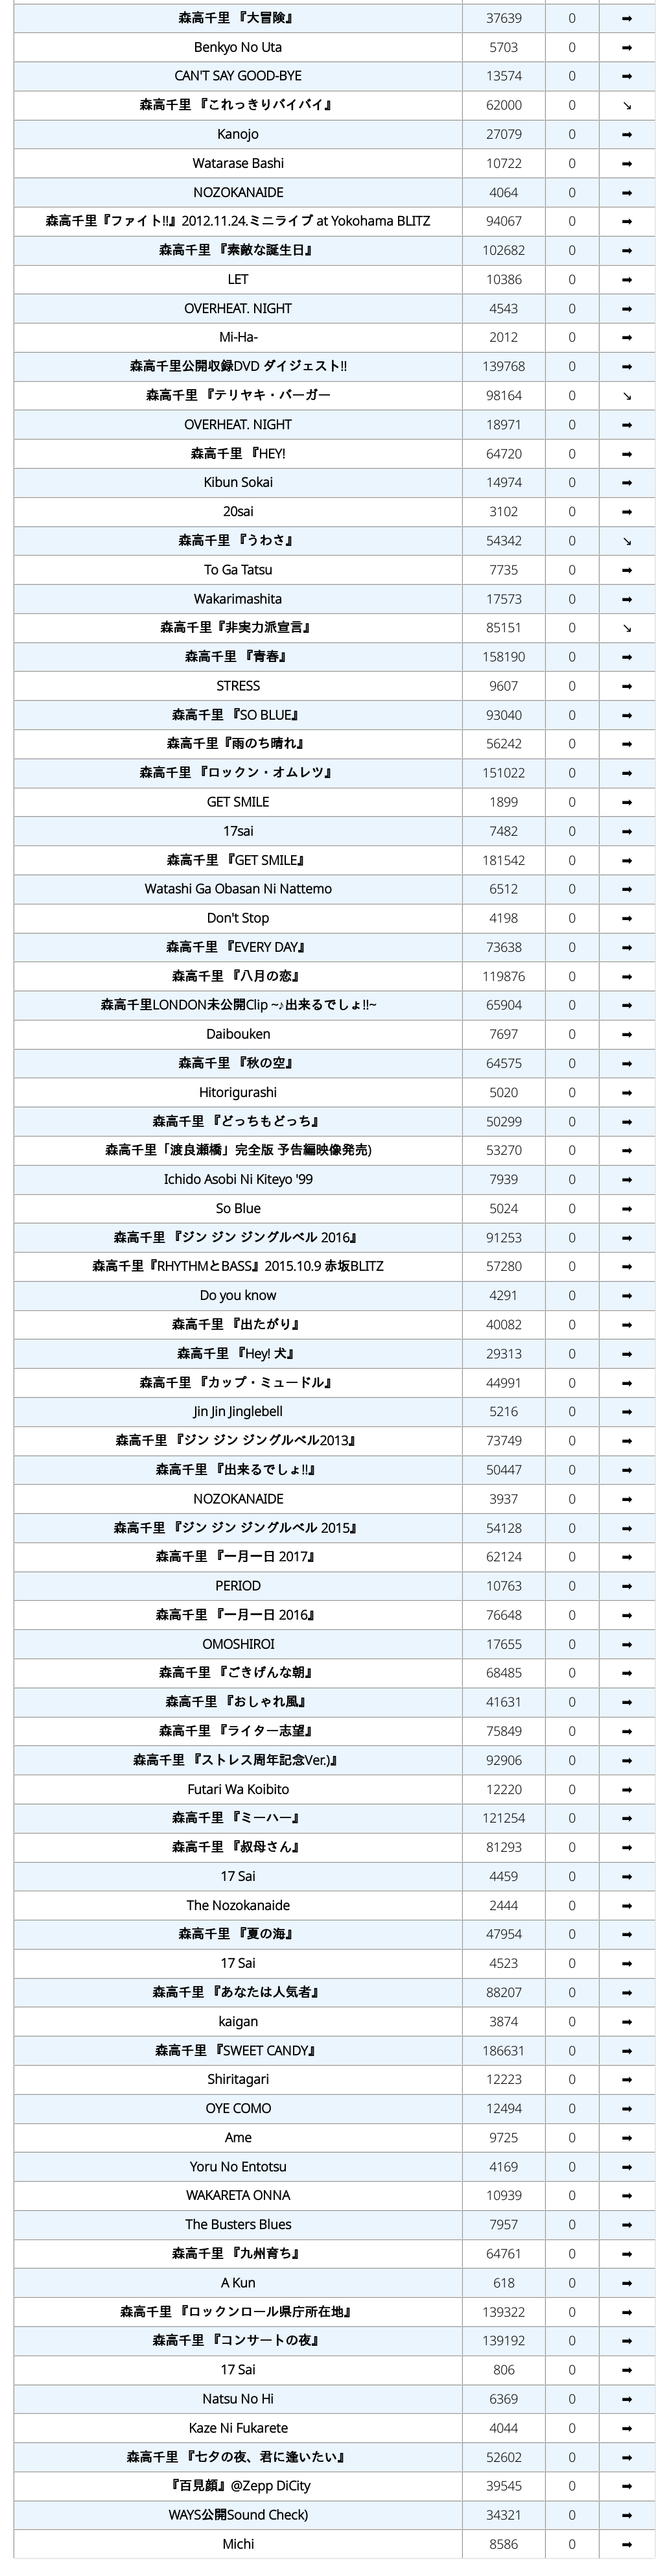 森高千里 『大冒険』 37639 0 ➡
Benkyo No Uta 5703 0 ➡
CAN'T SAY GOOD-BYE 13574 0 ➡
森高千里 『これっきりバイバイ』 62000 0 ↘
Kanojo 27079 0 ➡
Watarase Bashi 10722 0 ➡
NOZOKANAIDE 4064 0 ➡
森高千里『ファイト!!』2012.11.24.ミニライブ at Yokohama BLITZ 94067 0 ➡
森高千里 『素敵な誕生日』 102682 0 ➡
LET 10386 0 ➡
OVERHEAT. NIGHT 4543 0 ➡
Mi-Ha- 2012 0 ➡
森高千里公開収録DVD ダイジェスト!! 139768 0 ➡
森高千里 『テリヤキ・バーガー 98164 0 ↘
OVERHEAT. NIGHT 18971 0 ➡
森高千里 『HEY! 64720 0 ➡
Kibun Sokai 14974 0 ➡
20sai 3102 0 ➡
森高千里 『うわさ』 54342 0 ↘
To Ga Tatsu 7735 0 ➡
Wakarimashita 17573 0 ➡
森高千里『非実力派宣言』 85151 0 ↘
森高千里 『青春』 158190 0 ➡
STRESS 9607 0 ➡
森高千里 『SO BLUE』 93040 0 ➡
森高千里『雨のち晴れ』 56242 0 ➡
森高千里 『ロックン・オムレツ』 151022 0 ➡
GET SMILE 1899 0 ➡
17sai 7482 0 ➡
森高千里 『GET SMILE』 181542 0 ➡
Watashi Ga Obasan Ni Nattemo 6512 0 ➡
Don't Stop 4198 0 ➡
森高千里 『EVERY DAY』 73638 0 ➡
森高千里 『八月の恋』 119876 0 ➡
森高千里LONDON未公開Clip ~♪出来るでしょ!!~ 65904 0 ➡
Daibouken 7697 0 ➡
森高千里 『秋の空』 64575 0 ➡
Hitorigurashi 5020 0 ➡
森高千里 『どっちもどっち』 50299 0 ➡
森高千里「渡良瀬橋」完全版 予告編映像発売) 53270 0 ➡
Ichido Asobi Ni Kiteyo '99 7939 0 ➡
So Blue 5024 0 ➡
森高千里 『ジン ジン ジングルベル 2016』 91253 0 ➡
森高千里『RHYTHMとBASS』2015.10.9 赤坂BLITZ 57280 0 ➡
Do you know 4291 0 ➡
森高千里 『出たがり』 40082 0 ➡
森高千里 『Hey! 犬』 29313 0 ➡
森高千里 『カップ・ミュードル』 44991 0 ➡
Jin Jin Jinglebell 5216 0 ➡
森高千里 『ジン ジン ジングルベル2013』 73749 0 ➡
森高千里 『出来るでしょ!!』 50447 0 ➡
NOZOKANAIDE 3937 0 ➡
森高千里 『ジン ジン ジングルベル 2015』 54128 0 ➡
森高千里 『一月一日 2017』 62124 0 ➡
PERIOD 10763 0 ➡
森高千里 『一月一日 2016』 76648 0 ➡
OMOSHIROI 17655 0 ➡
森高千里 『ごきげんな朝』 68485 0 ➡
森高千里 『おしゃれ風』 41631 0 ➡
森高千里 『ライター志望』 75849 0 ➡
森高千里 『ストレス周年記念Ver.)』 92906 0 ➡
Futari Wa Koibito 12220 0 ➡
森高千里 『ミーハー』 121254 0 ➡
森高千里 『叔母さん』 81293 0 ➡
17 Sai 4459 0 ➡
The Nozokanaide 2444 0 ➡
森高千里 『夏の海』 47954 0 ➡
17 Sai 4523 0 ➡
森高千里 『あなたは人気者』 88207 0 ➡
kaigan 3874 0 ➡
森高千里 『SWEET CANDY』 186631 0 ➡
Shiritagari 12223 0 ➡
OYE COMO 12494 0 ➡
Ame 9725 0 ➡
Yoru No Entotsu 4169 0 ➡
WAKARETA ONNA 10939 0 ➡
The Busters Blues 7957 0 ➡
森高千里 『九州育ち』 64761 0 ➡
A Kun 618 0 ➡
森高千里 『ロックンロール県庁所在地』 139322 0 ➡
森高千里 『コンサートの夜』 139192 0 ➡
17 Sai 806 0 ➡
Natsu No Hi 6369 0 ➡
Kaze Ni Fukarete 4044 0 ➡
森高千里 『七夕の夜、君に逢いたい』 52602 0 ➡
『百見顔』@Zepp DiCity 39545 0 ➡
WAYS公開Sound Check) 34321 0 ➡
Michi 8586 0 ➡